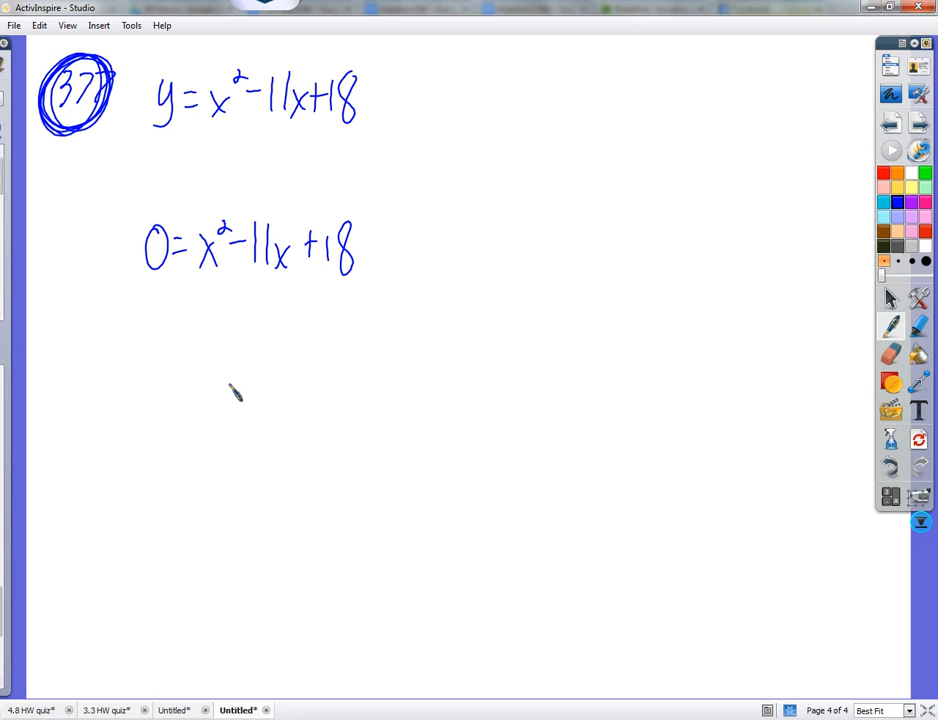 ActivInspire - Studio
File Edit View Insert Tools Help
37. y = x² - 11x + 18
0 = x² - 11x + 18
4.8 HW quiz* 3.3 HW quiz* Untitled* Untitled* Page 4 of 4 Best Fit